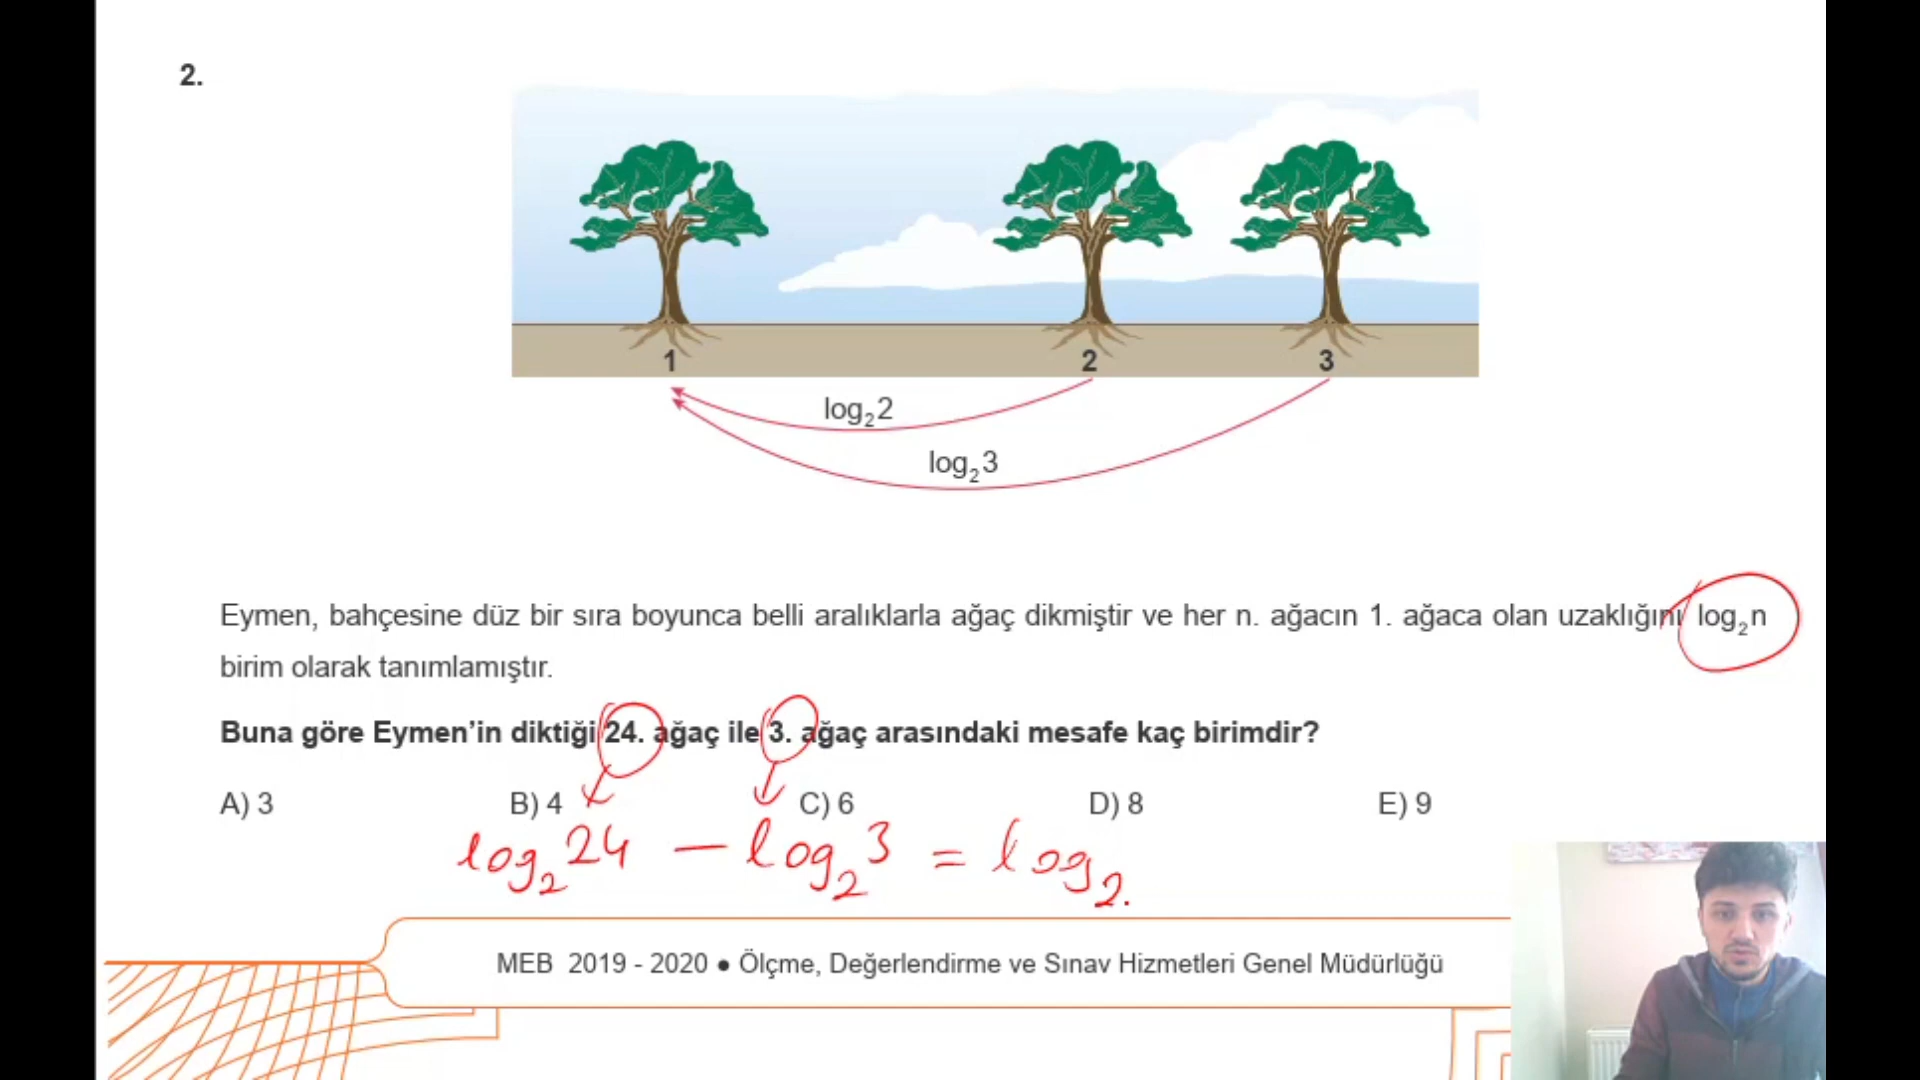 2.
1
2
3
log₂2
log₂3
Eymen, bahçesine düz bir sıra boyunca belli aralıklarla ağaç dikmiştir ve her n. ağacın 1. ağaca olan uzaklığını log₂n
birim olarak tanımlamıştır.
Buna göre Eymen'in diktiği 24. ağaç ile 3. ağaç arasındaki mesafe kaç birimdir?
A) 3 B) 4 C) 6 D) 8 E) 9
log₂24 – log₂3 = log₂.
MEB 2019 - 2020 ● Ölçme, Değerlendirme ve Sınav Hizmetleri Genel Müdürlüğü